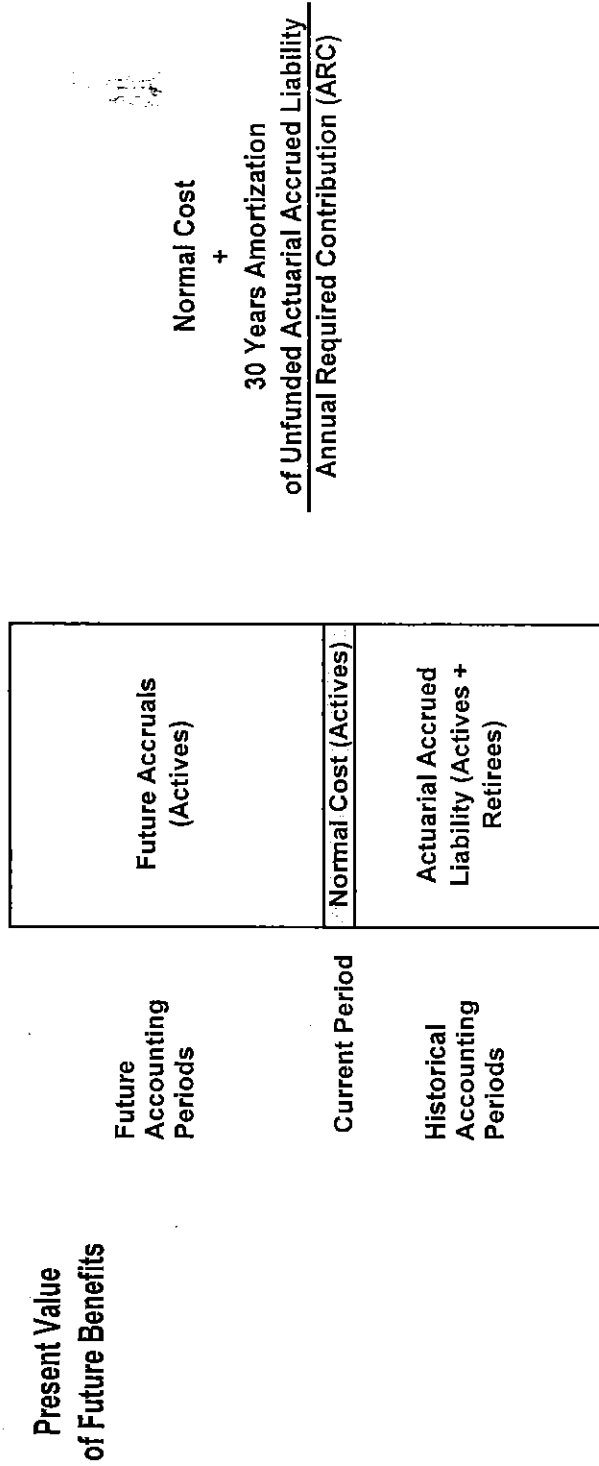 Present Value
of Future Benefits
Future
Accounting
Periods
Current Period
Historical
Accounting
Periods
Future Accruals
(Actives)
Normal Cost (Actives)
Actuarial Accrued
Liability (Actives +
Retirees)
Normal Cost
+
30 Years Amortization
of Unfunded Actuarial Accrued Liability
Annual Required Contribution (ARC)